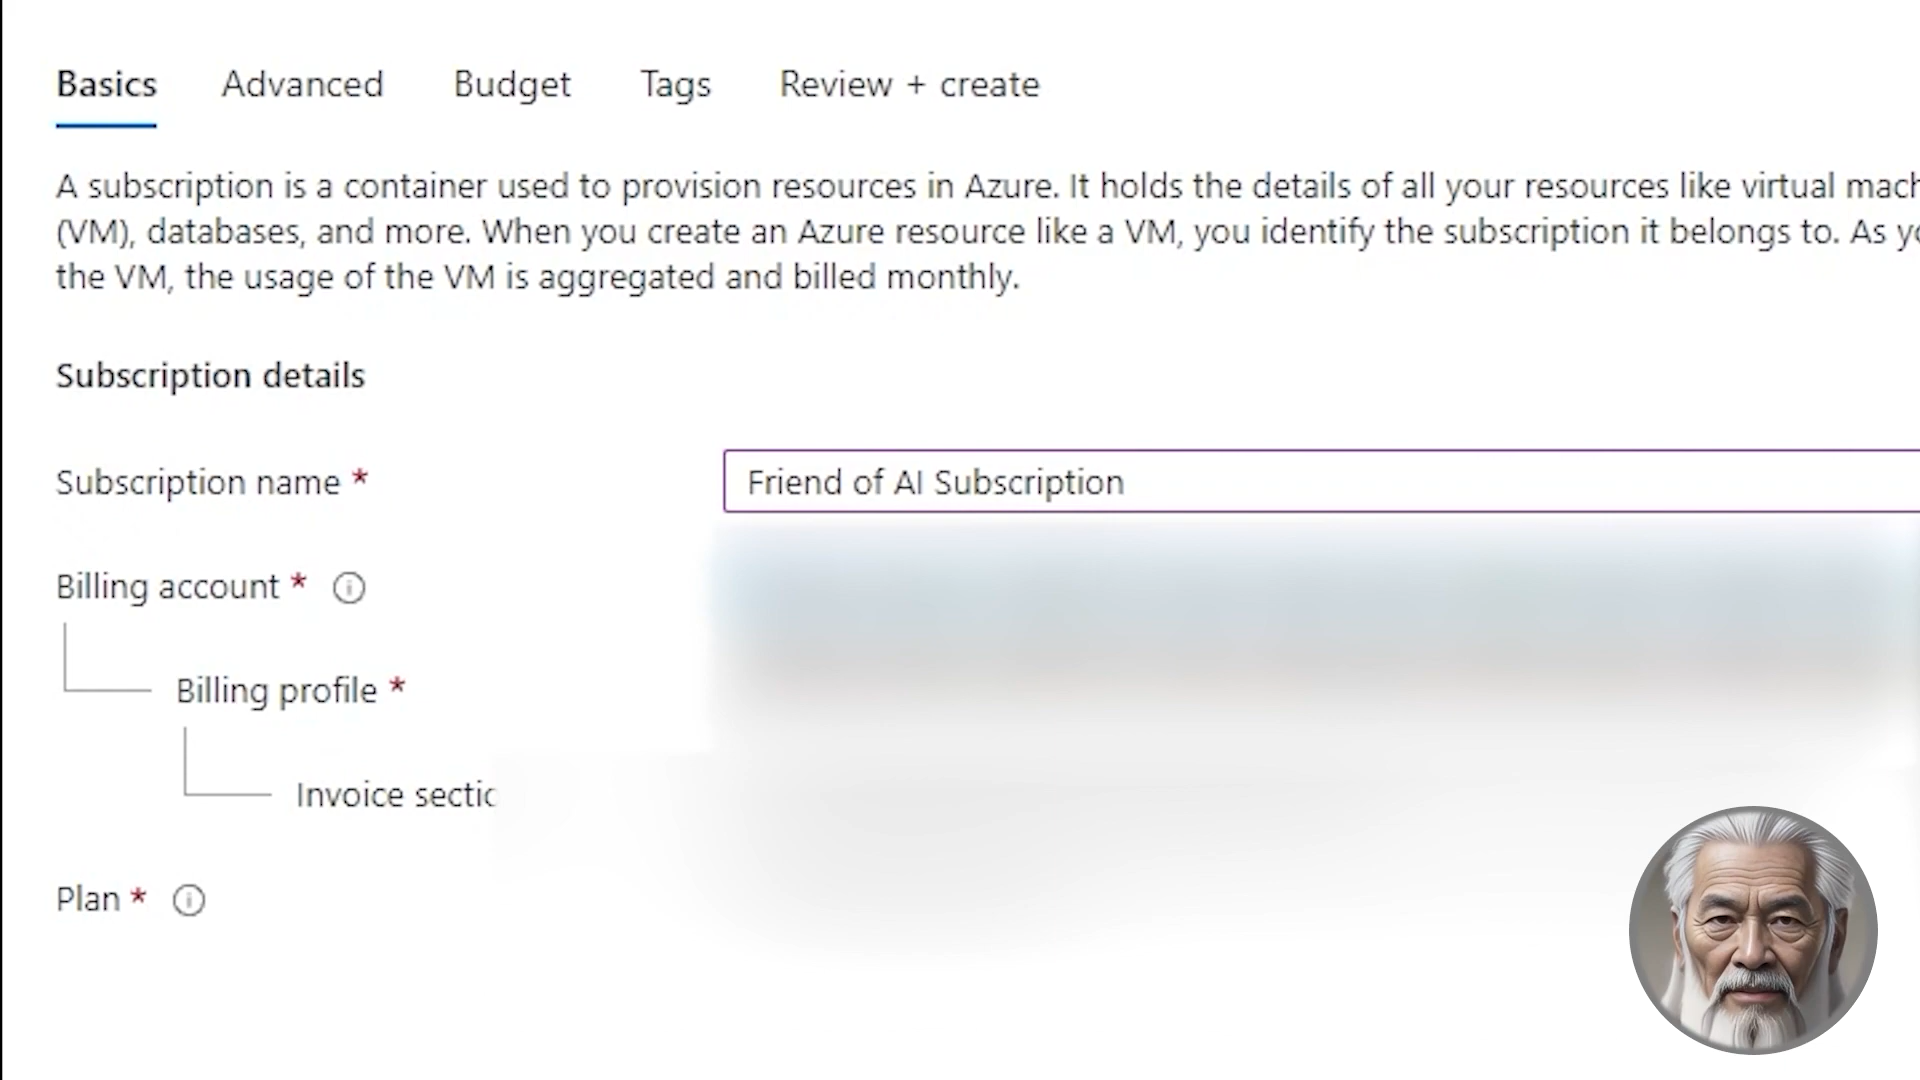 Basics Advanced Budget Tags Review + create
A subscription is a container used to provision resources in Azure. It holds the details of all your resources like virtual mach
(VM), databases, and more. When you create an Azure resource like a VM, you identify the subscription it belongs to. As yo
the VM, the usage of the VM is aggregated and billed monthly.
Subscription details
Subscription name * Friend of AI Subscription
Billing account *
Billing profile *
Invoice sectio
Plan *